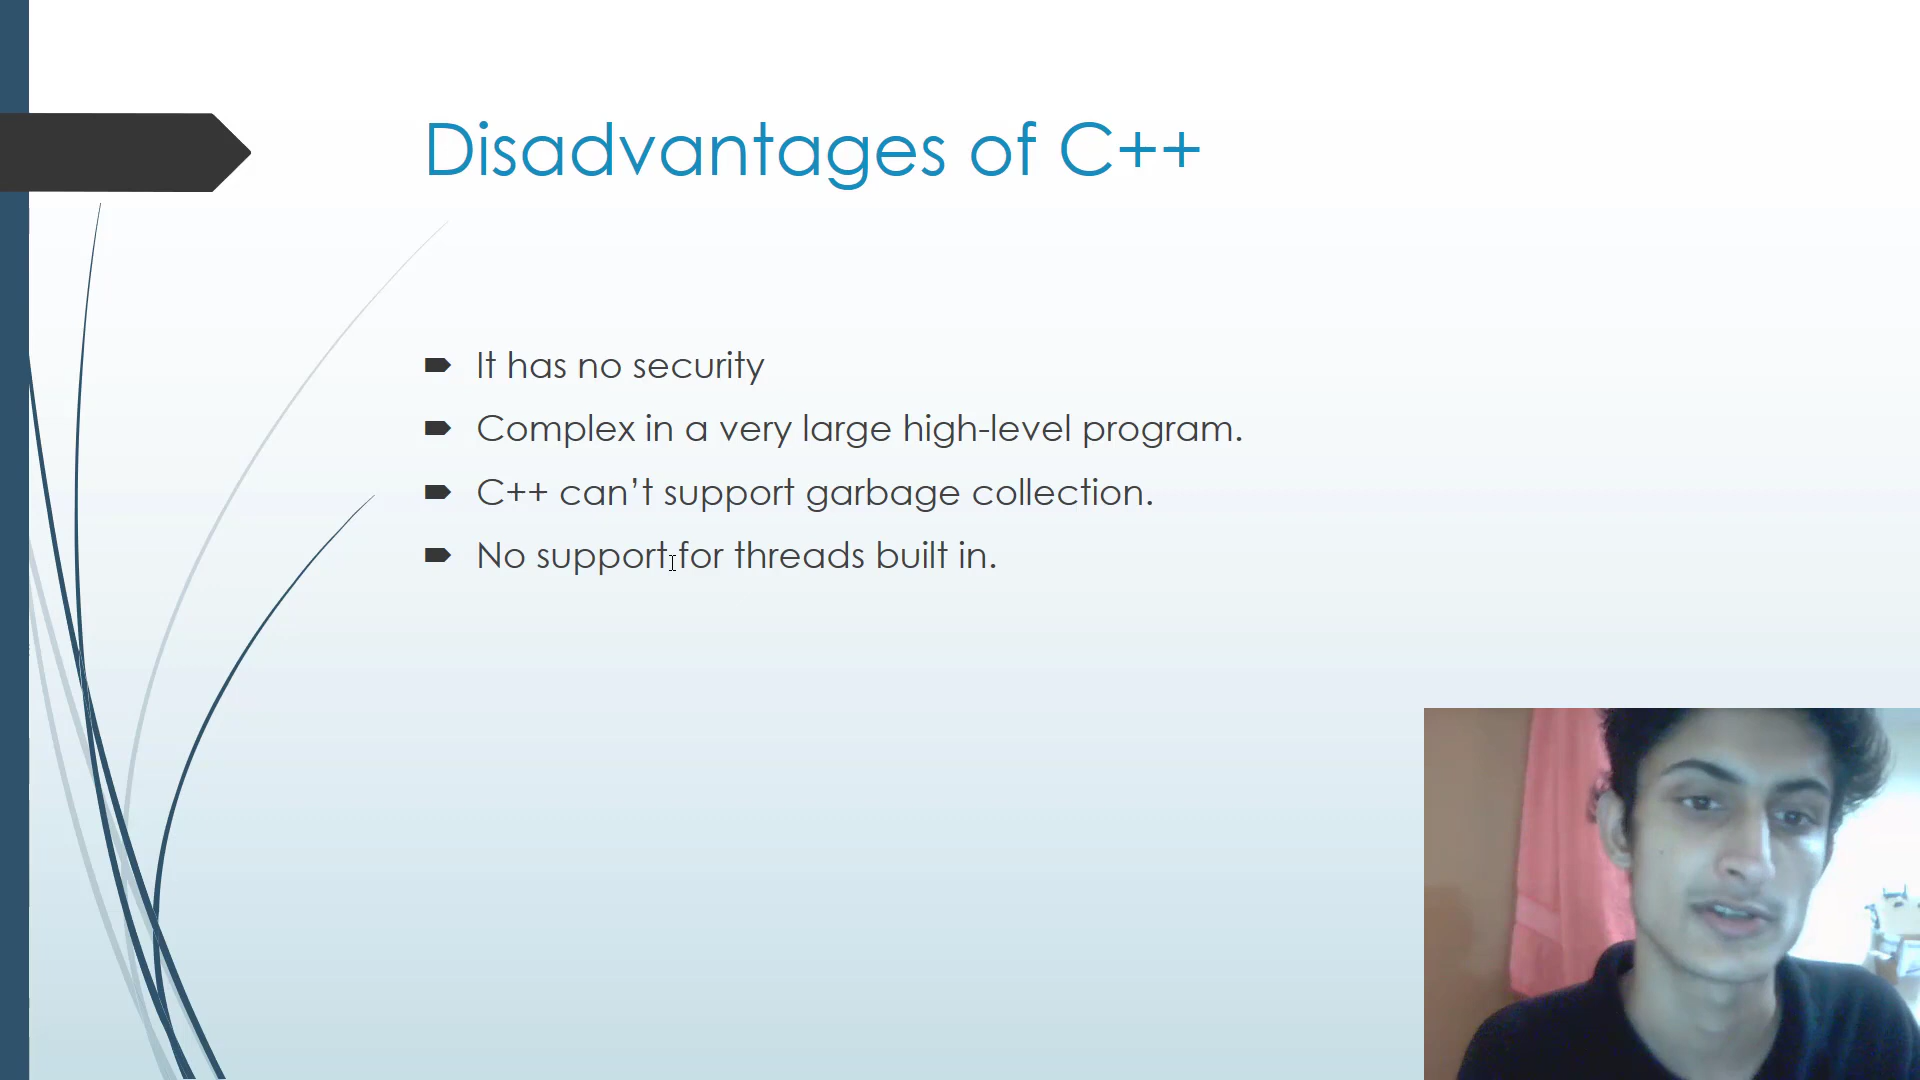 Disadvantages of C++
It has no security
Complex in a very large high-level program.
C++ can’t support garbage collection.
No support for threads built in.